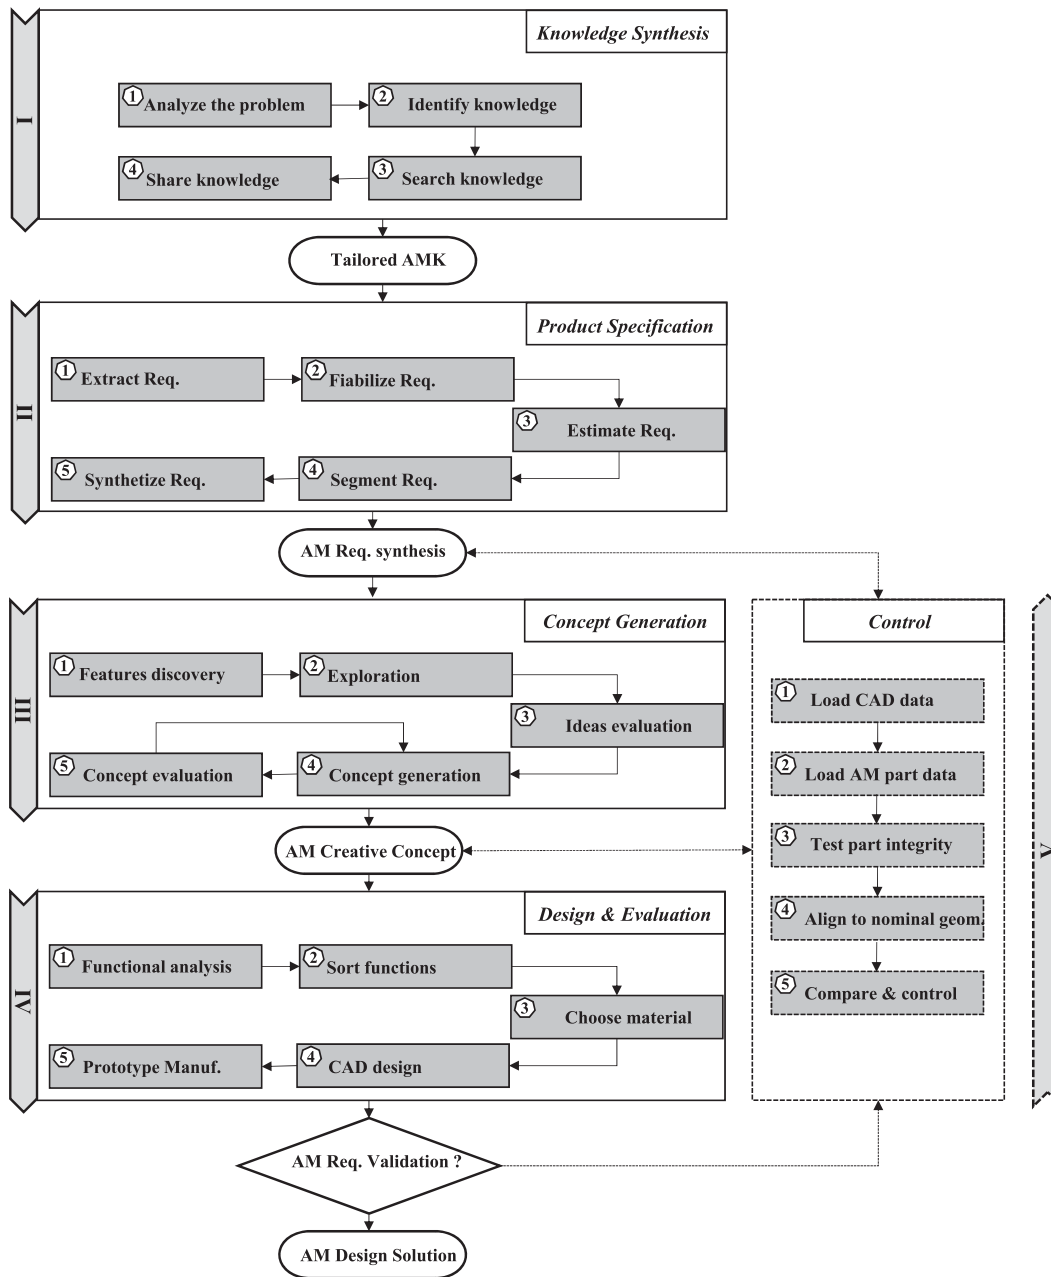 I
Knowledge Synthesis
1 Analyze the problem
2 Identify knowledge
4 Share knowledge
3 Search knowledge
Tailored AMK
II
Product Specification
1 Extract Req.
2 Fiabilize Req.
3 Estimate Req.
5 Synthetize Req.
4 Segment Req.
AM Req. synthesis
III
Concept Generation
1 Features discovery
2 Exploration
3 Ideas evaluation
5 Concept evaluation
4 Concept generation
AM Creative Concept
IV
Design & Evaluation
1 Functional analysis
2 Sort functions
3 Choose material
5 Prototype Manuf.
4 CAD design
AM Req. Validation ?
AM Design Solution
Control
1 Load CAD data
2 Load AM part data
3 Test part integrity
4 Align to nominal geom.
5 Compare & control